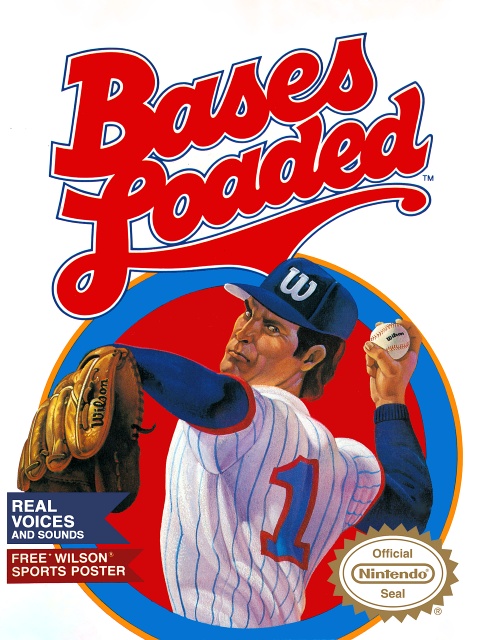 Bases
Loaded
TM
W
Wilson
Wilson
1
REAL
VOICES
AND SOUNDS
FREE* WILSON®
SPORTS POSTER
Official
Nintendo
Seal
®